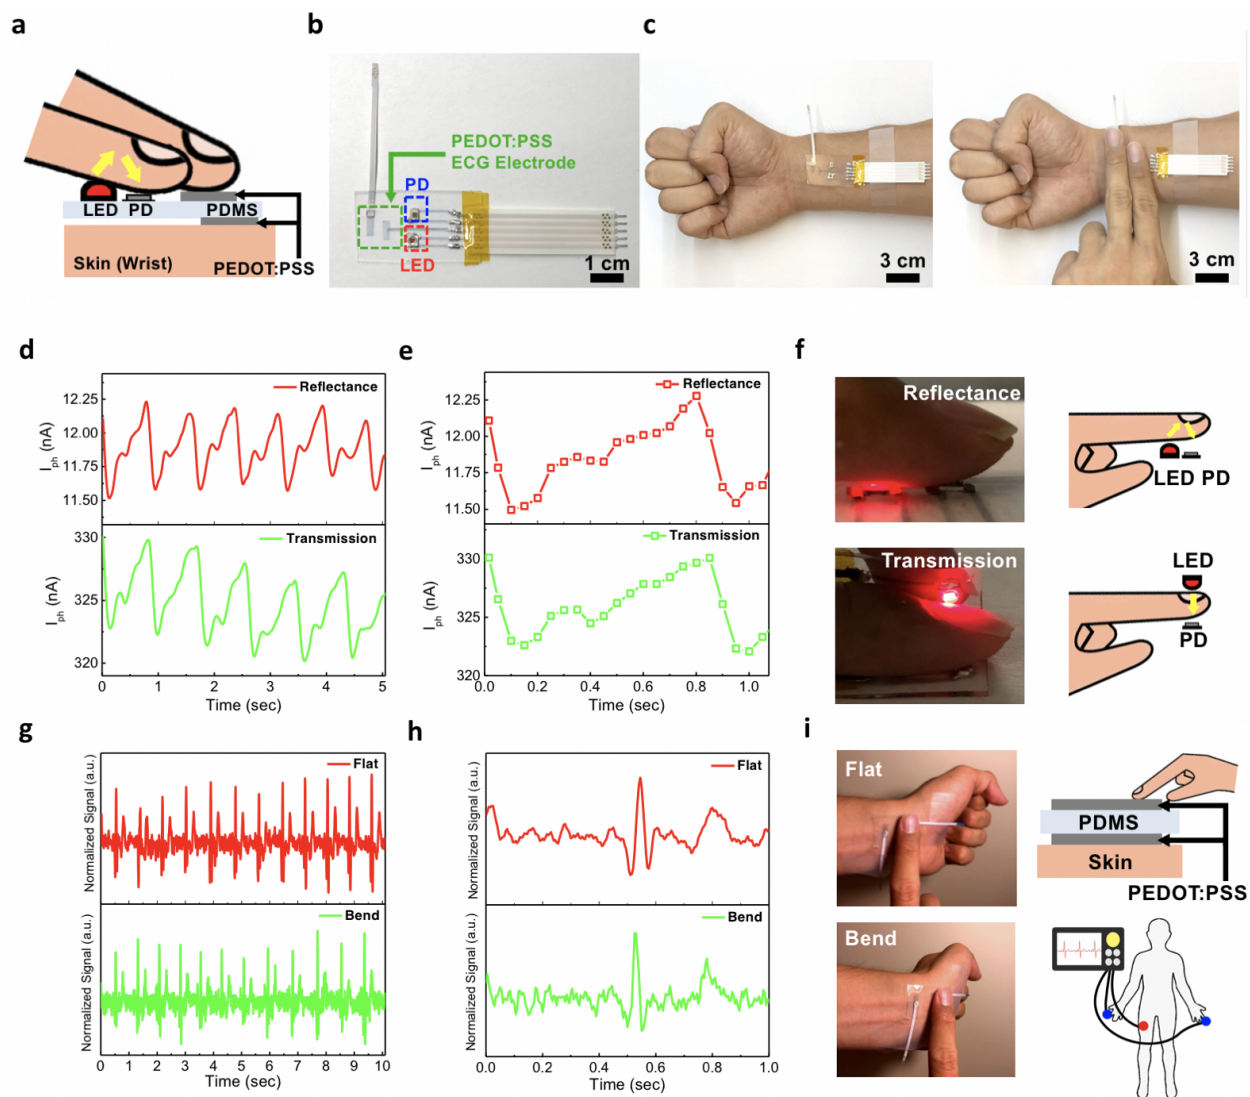 a
LED
PD
PDMS
Skin (Wrist)
PEDOT:PSS
b
PEDOT:PSS
ECG Electrode
PD
LED
1 cm
c
3 cm
3 cm
d
Reflectance
12.25
12.00
11.75
11.50
I_ph (nA)
Transmission
330
325
320
I_ph (nA)
0 1 2 3 4 5
Time (sec)
e
Reflectance
12.25
12.00
11.75
11.50
I_ph (nA)
Transmission
330
325
320
I_ph (nA)
0.0 0.2 0.4 0.6 0.8 1.0
Time (sec)
f
Reflectance
LED PD
Transmission
LED
PD
g
Flat
Normalized Signal (a.u.)
Bend
Normalized Signal (a.u.)
0 1 2 3 4 5 6 7 8 9 10
Time (sec)
h
Flat
Normalized Signal (a.u.)
Bend
Normalized Signal (a.u.)
0.0 0.2 0.4 0.6 0.8 1.0
Time (sec)
i
Flat
PDMS
Skin
PEDOT:PSS
Bend